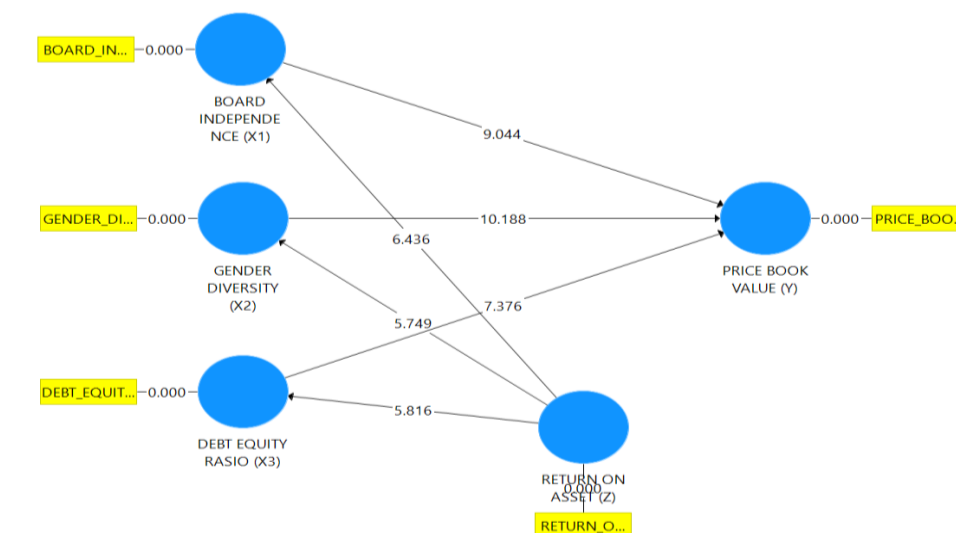 BOARD_IN...
0.000
BOARD
INDEPENDE
NCE (X1)
9.044
GENDER_DI...
0.000
10.188
0.000
PRICE_BOO.
6.436
GENDER
DIVERSITY
(X2)
PRICE BOOK
VALUE (Y)
7.376
5.749
DEBT_EQUIT...
0.000
5.816
DEBT EQUITY
RASIO (X3)
RETURN ON
0.000
ASSET (Z)
RETURN_O...